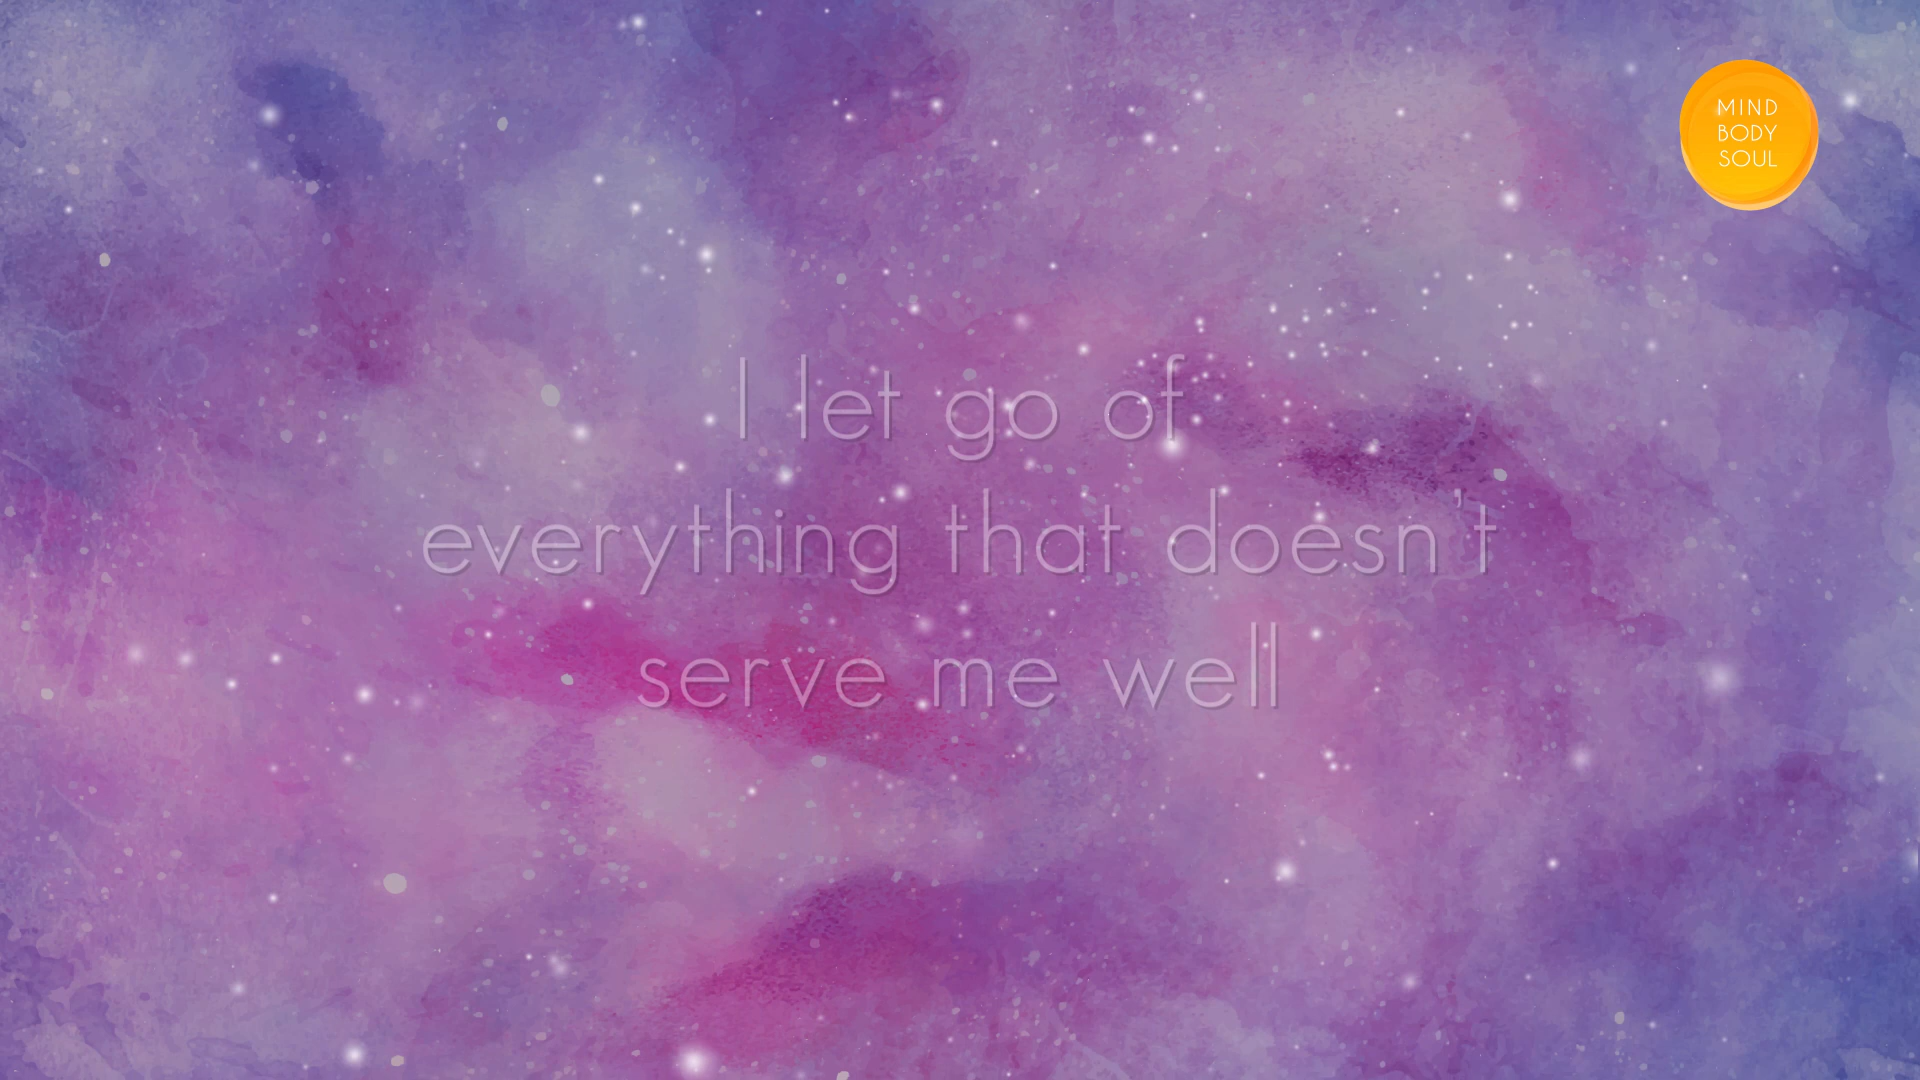 MIND
BODY
SOUL
I let go of
everything that doesn't
serve me well